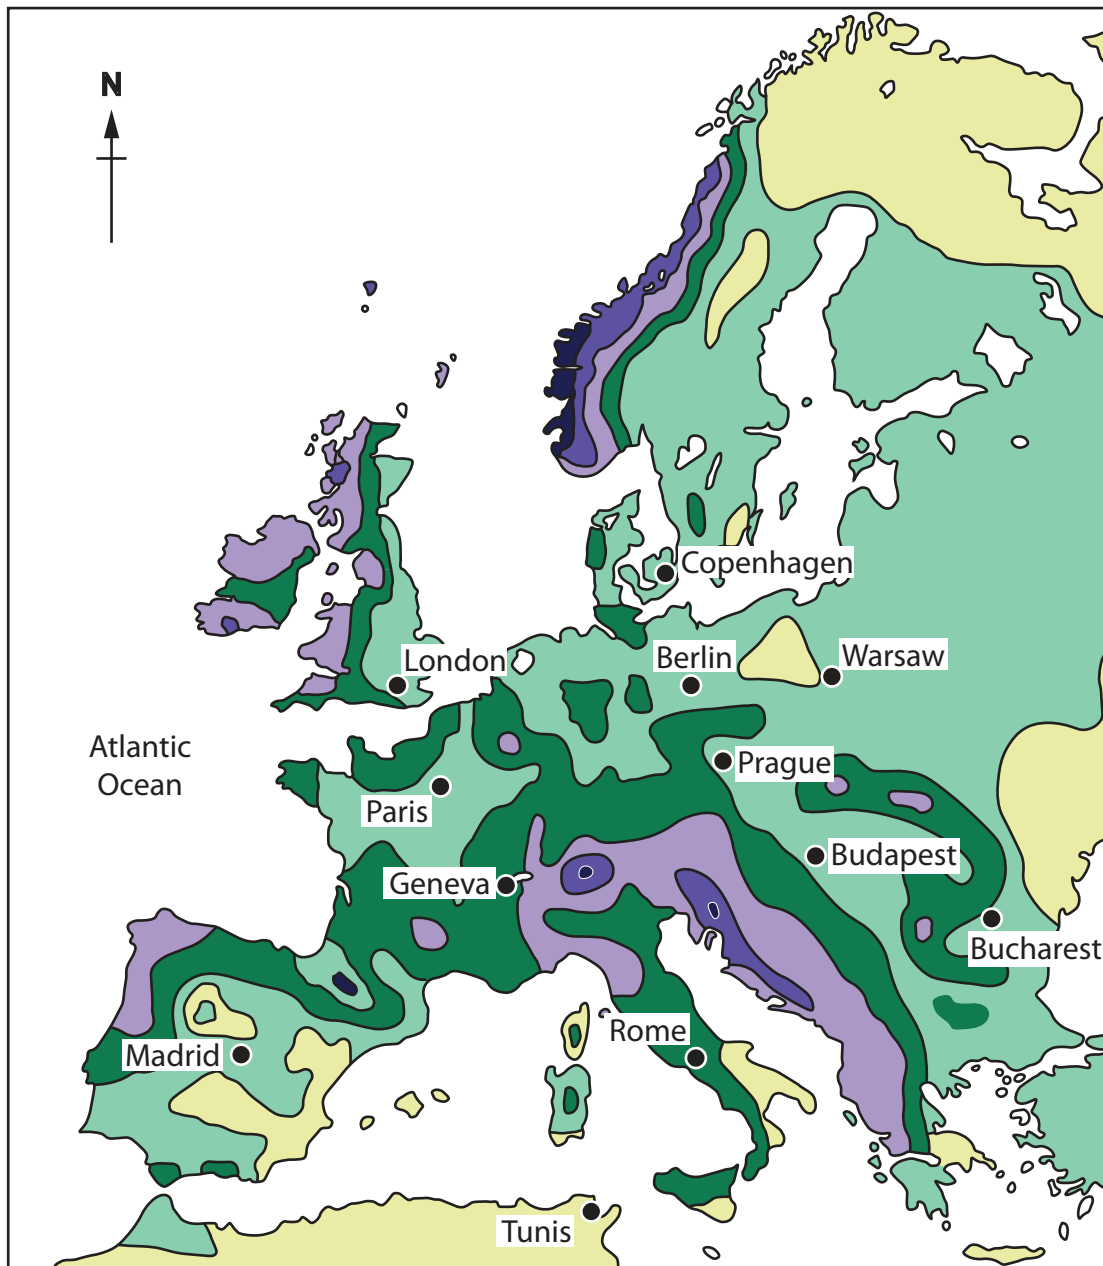 N
Copenhagen
London
Berlin
Warsaw
Atlantic
Ocean
Prague
Paris
Budapest
Geneva
Bucharest
Rome
Madrid
Tunis